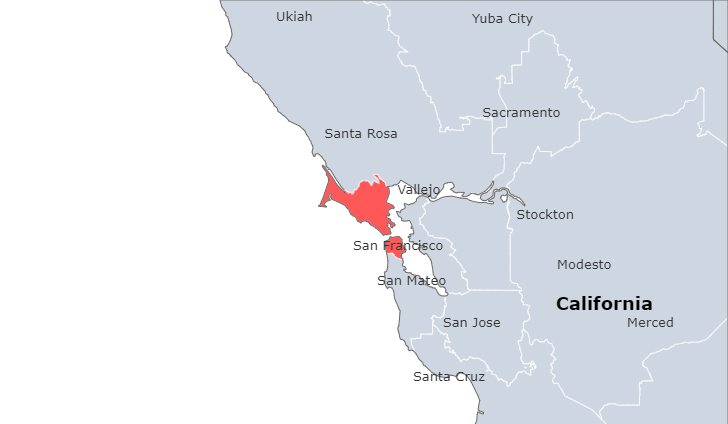 Ukiah
Yuba City
Sacramento
Santa Rosa
Vallejo
Stockton
San Francisco
Modesto
San Mateo
California
San Jose
Merced
Santa Cruz